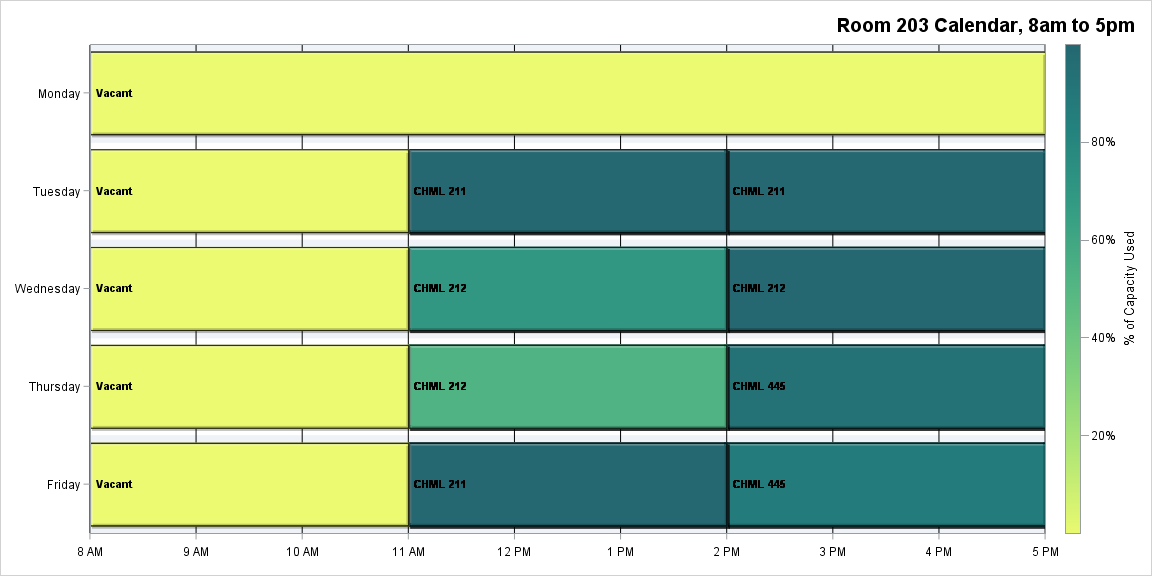 Room 203 Calendar, 8am to 5pm
Monday
Vacant
Tuesday
Vacant
CHML 211
CHML 211
Wednesday
Vacant
CHML 212
CHML 212
Thursday
Vacant
CHML 212
CHML 445
Friday
Vacant
CHML 211
CHML 445
8 AM
9 AM
10 AM
11 AM
12 PM
1 PM
2 PM
3 PM
4 PM
5 PM
80%
60%
40%
20%
% of Capacity Used